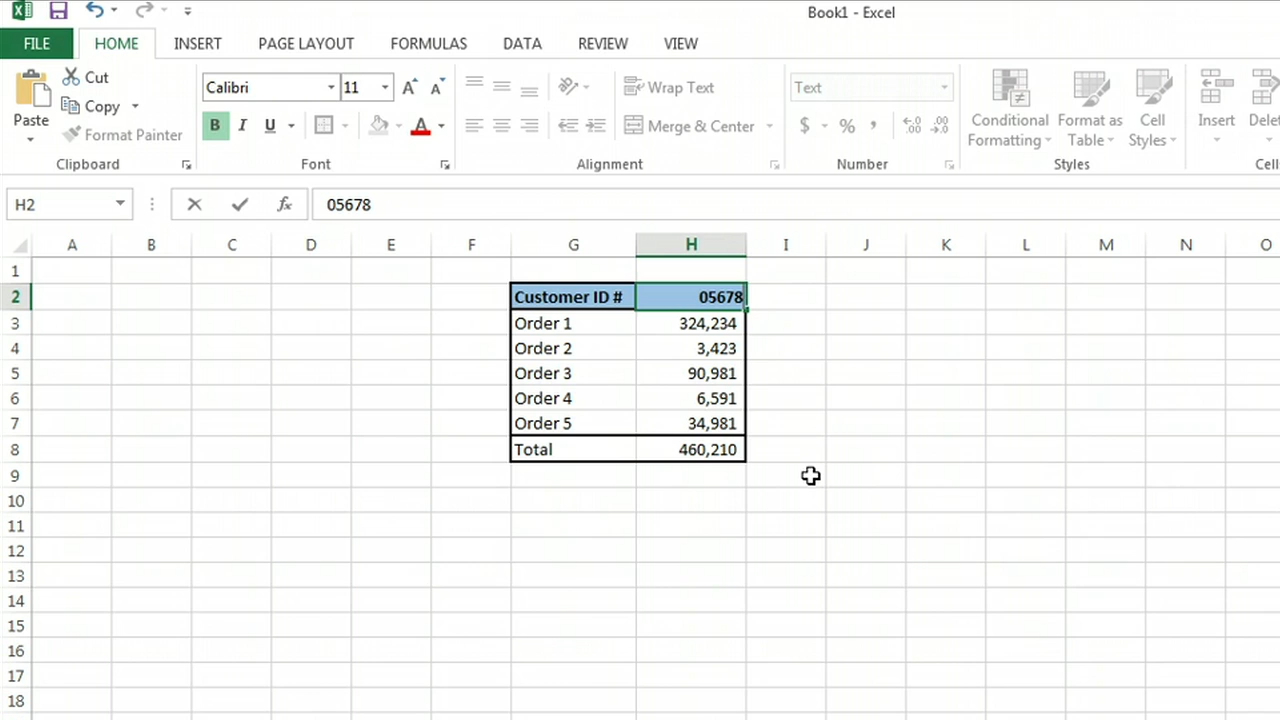 Book1 - Excel
FILE HOME INSERT PAGE LAYOUT FORMULAS DATA REVIEW VIEW
Cut
Copy
Format Painter
Paste
Clipboard
Calibri 11 A A
B I U A
Font
Wrap Text
Merge & Center
Alignment
Text
$ % ,
Number
Conditional Formatting
Format as Table
Cell Styles
Styles
Insert
H2 fx 05678
A B C D E F G H I J K L M N O
1
2 Customer ID # 05678
3 Order 1 324,234
4 Order 2 3,423
5 Order 3 90,981
6 Order 4 6,591
7 Order 5 34,981
8 Total 460,210
9
10
11
12
13
14
15
16
17
18